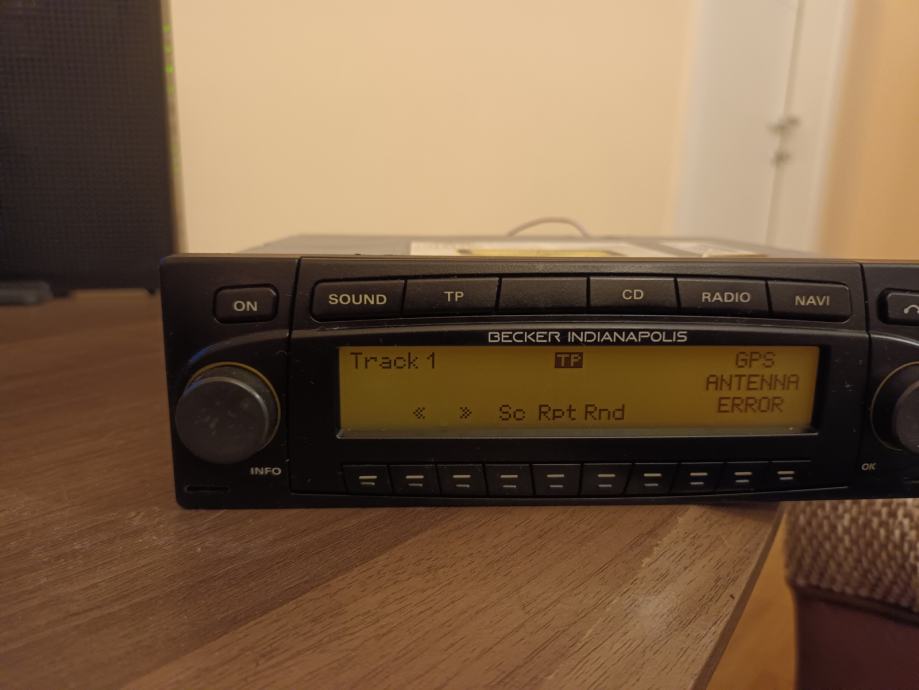 ON
SOUND
TP
CD
RADIO
NAVI
BECKER INDIANAPOLIS
Track 1
TP
GPS
ANTENNA
« » Sc Rpt Rnd
ERROR
INFO
OK